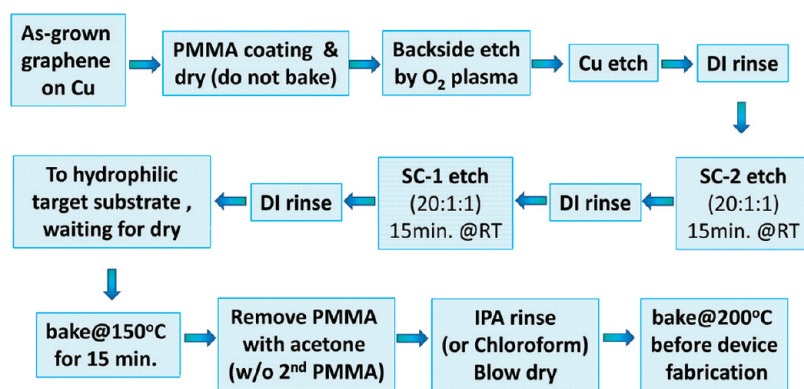 As-grown
graphene
on Cu
PMMA coating &
dry (do not bake)
Backside etch
by O₂ plasma
Cu etch
DI rinse
SC-2 etch
(20:1:1)
15min. @RT
DI rinse
SC-1 etch
(20:1:1)
15min. @RT
DI rinse
To hydrophilic
target substrate ,
waiting for dry
bake@150°C
for 15 min.
Remove PMMA
with acetone
(w/o 2ⁿᵈ PMMA)
IPA rinse
(or Chloroform)
Blow dry
bake@200°C
before device
fabrication